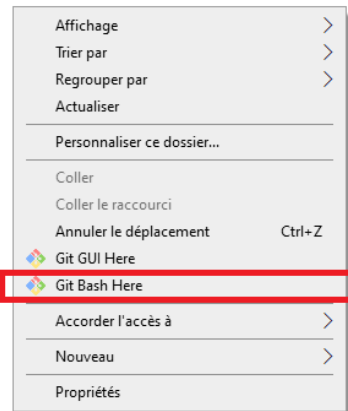 Affichage
Trier par
Regrouper par
Actualiser
Personnaliser ce dossier...
Coller
Coller le raccourci
Annuler le déplacement Ctrl+Z
Git GUI Here
Git Bash Here
Accorder l'accès à
Nouveau
Propriétés